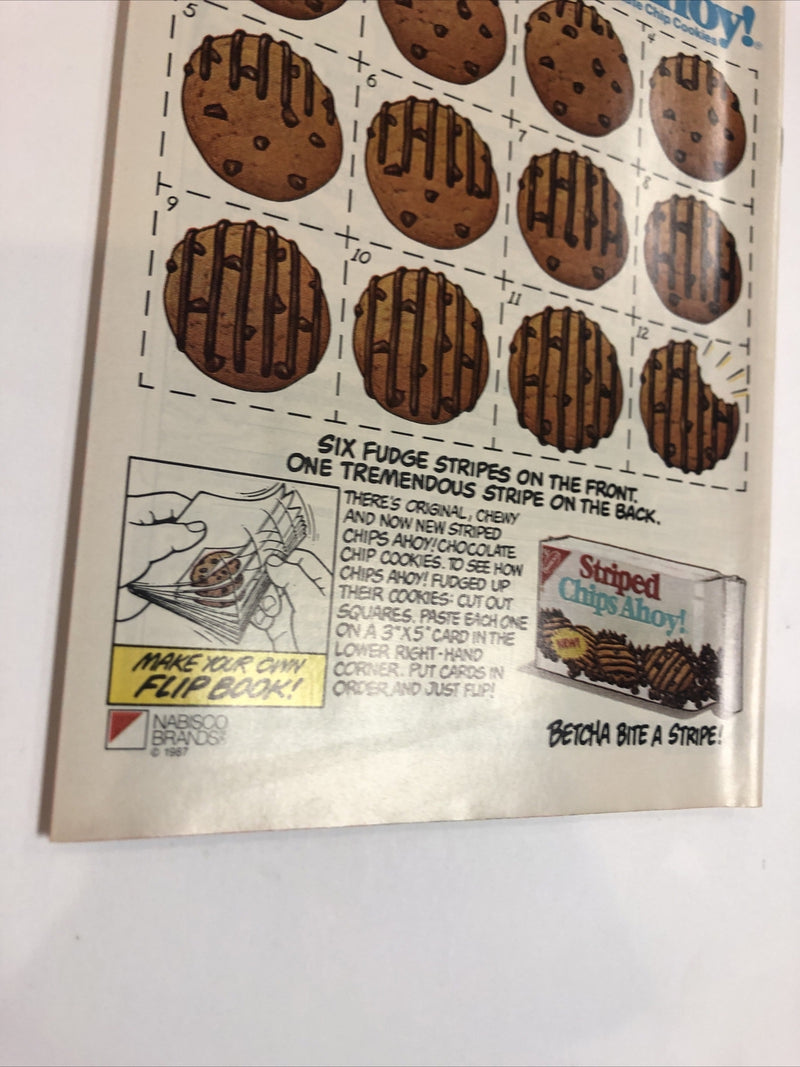 hoy!®
Chip Cookies
4
5
6
7
8
9
10
11
12
SIX FUDGE STRIPES ON THE FRONT.
ONE TREMENDOUS STRIPE ON THE BACK.
THERE'S ORIGINAL, CHEWY
AND NOW NEW STRIPED
CHIPS AHOY! CHOCOLATE
CHIP COOKIES. TO SEE HOW
CHIPS AHOY! FUDGED UP
THEIR COOKIES: CUT OUT
SQUARES. PASTE EACH ONE
ON A 3"X5" CARD IN THE
LOWER RIGHT-HAND
CORNER. PUT CARDS IN
ORDER AND JUST FLIP!
MAKE YOUR OWN
FLIP BOOK!
Striped
Chips Ahoy!
NEW!
NABISCO
BRANDS
© 1987
BETCHA BITE A STRIPE!